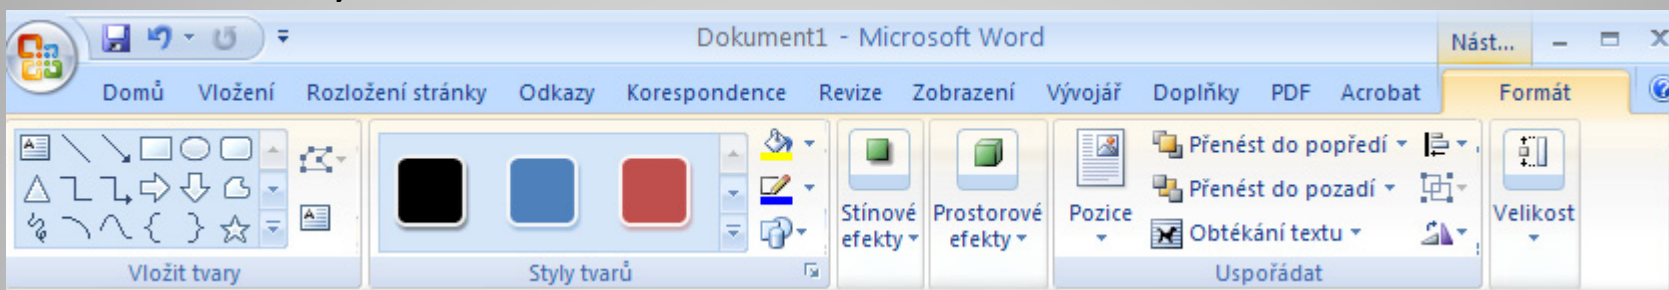 Dokument1 - Microsoft Word
Nást...
Domů Vložení Rozložení stránky Odkazy Korespondence Revize Zobrazení Vývojář Doplňky PDF Acrobat Formát
Přenést do popředí
Přenést do pozadí
Obtékání textu
Stínové
efekty
Prostorové
efekty
Pozice
Velikost
Vložit tvary
Styly tvarů
Uspořádat